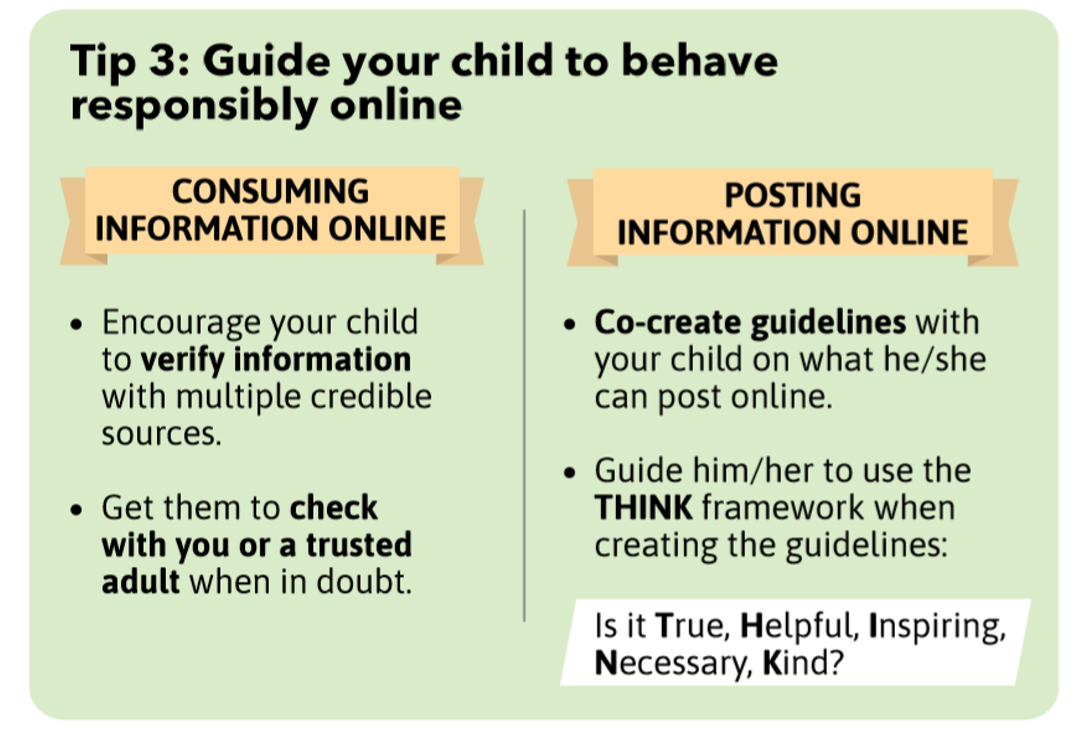 Tip 3: Guide your child to behave
responsibly online
CONSUMING
INFORMATION ONLINE
• Encourage your child
to verify information
with multiple credible
sources.
• Get them to check
with you or a trusted
adult when in doubt.
POSTING
INFORMATION ONLINE
• Co-create guidelines with
your child on what he/she
can post online.
• Guide him/her to use the
THINK framework when
creating the guidelines:
Is it True, Helpful, Inspiring,
Necessary, Kind?